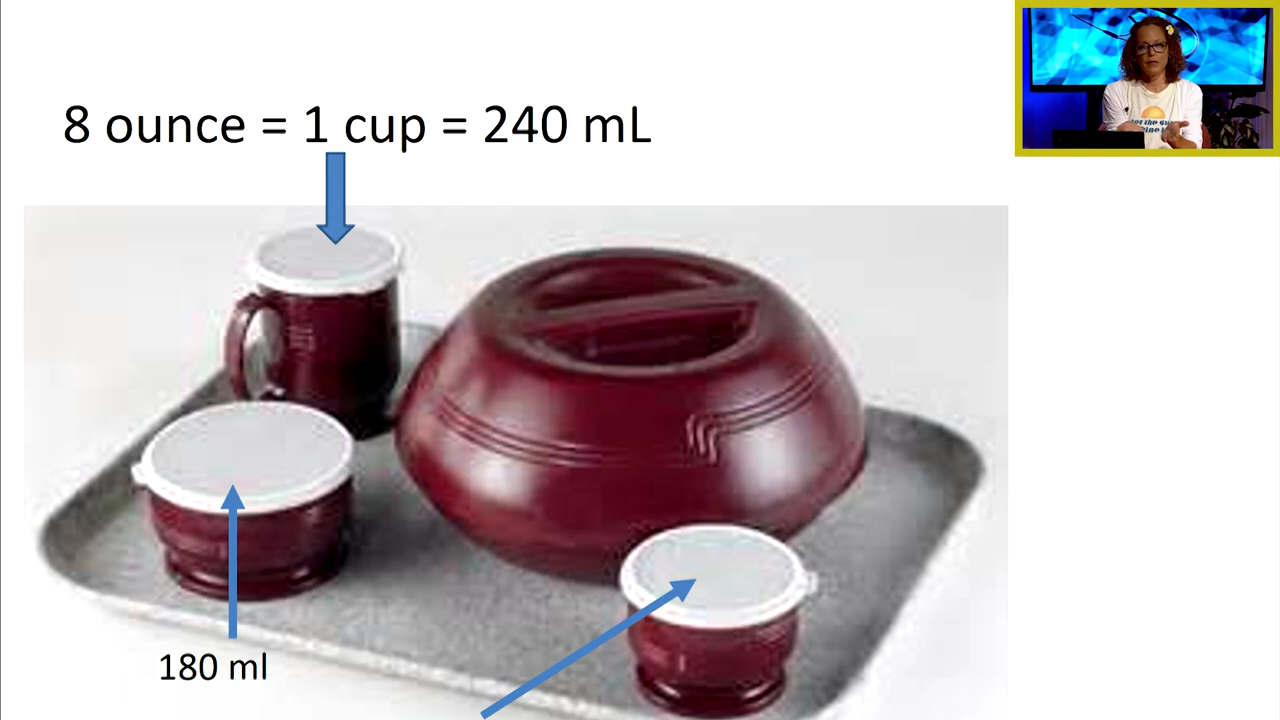 8 ounce = 1 cup = 240 mL
180 ml